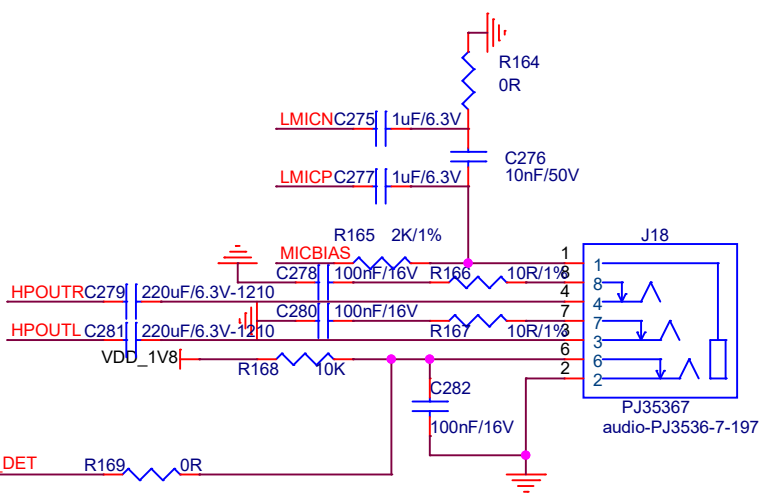 R164
0R
LMICN C275 1uF/6.3V
C276
10nF/50V
LMICP C277 1uF/6.3V
R165 2K/1%
J18
MICBIAS
1
1
C278 100nF/16V R166 10R/1%
8
8
HPOUTR C279 220uF/6.3V-1210
4
4
C280 100nF/16V
7
7
HPOUTL C281 220uF/6.3V-1210
R167 10R/1%
3
3
VDD_1V8
6
6
R168 10K
2
2
C282
PJ35367
100nF/16V
audio-PJ3536-7-197
_DET R169 0R